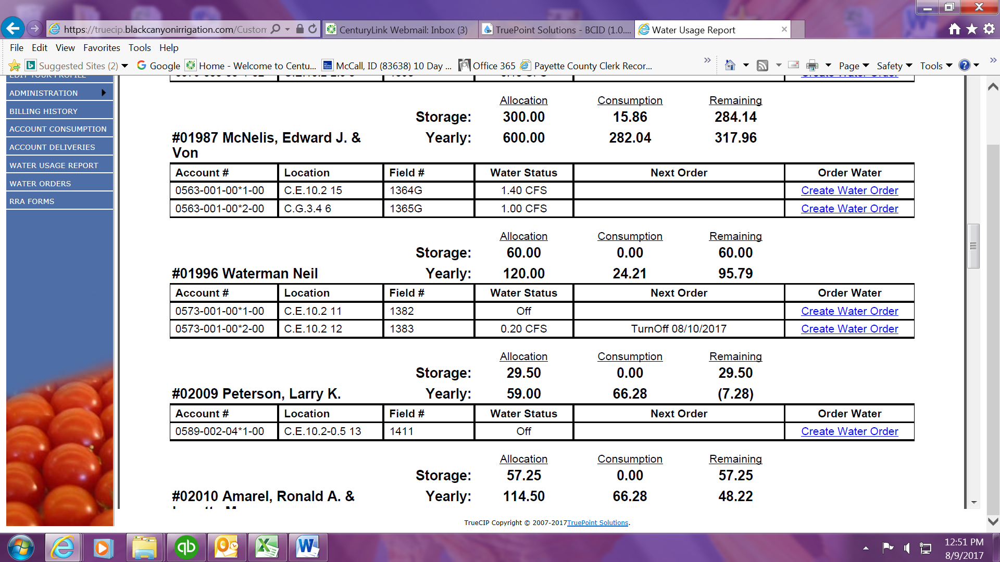 https://truecip.blackcanyonirrigation.com/Custom
CenturyLink Webmail: Inbox (3)
TruePoint Solutions - BCID (1.0....
Water Usage Report
File Edit View Favorites Tools Help
Suggested Sites (2)
Google
Home - Welcome to Centu...
McCall, ID (83638) 10 Day ...
Office 365
Payette County Clerk Recor...
Page Safety Tools
EDIT YOUR PROFILE
ADMINISTRATION
BILLING HISTORY
ACCOUNT CONSUMPTION
ACCOUNT DELIVERIES
WATER USAGE REPORT
WATER ORDERS
RRA FORMS
Create Water Order
Allocation Consumption Remaining
Storage: 300.00 15.86 284.14
#01987 McNelis, Edward J. & Yearly: 600.00 282.04 317.96
Von
Account # Location Field # Water Status Next Order Order Water
0563-001-00*1-00 C.E.10.2 15 1364G 1.40 CFS Create Water Order
0563-001-00*2-00 C.G.3.4 6 1365G 1.00 CFS Create Water Order
Allocation Consumption Remaining
Storage: 60.00 0.00 60.00
#01996 Waterman Neil Yearly: 120.00 24.21 95.79
Account # Location Field # Water Status Next Order Order Water
0573-001-00*1-00 C.E.10.2 11 1382 Off Create Water Order
0573-001-00*2-00 C.E.10.2 12 1383 0.20 CFS TurnOff 08/10/2017 Create Water Order
Allocation Consumption Remaining
Storage: 29.50 0.00 29.50
#02009 Peterson, Larry K. Yearly: 59.00 66.28 (7.28)
Account # Location Field # Water Status Next Order Order Water
0589-002-04*1-00 C.E.10.2-0.5 13 1411 Off Create Water Order
Allocation Consumption Remaining
Storage: 57.25 0.00 57.25
#02010 Amarel, Ronald A. & Yearly: 114.50 66.28 48.22
TrueCIP Copyright © 2007-2017TruePoint Solutions.
12:51 PM
8/9/2017